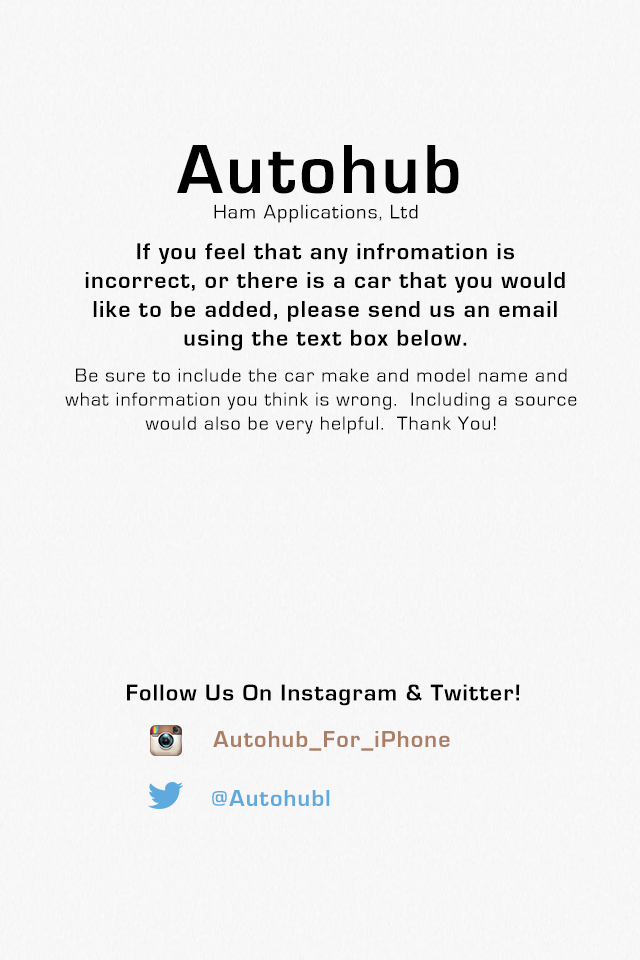 Autohub
Ham Applications, Ltd
If you feel that any infromation is
incorrect, or there is a car that you would
like to be added, please send us an email
using the text box below.
Be sure to include the car make and model name and
what information you think is wrong.  Including a source
would also be very helpful.  Thank You!
Follow Us On Instagram & Twitter!
Autohub_For_iPhone
@Autohubl